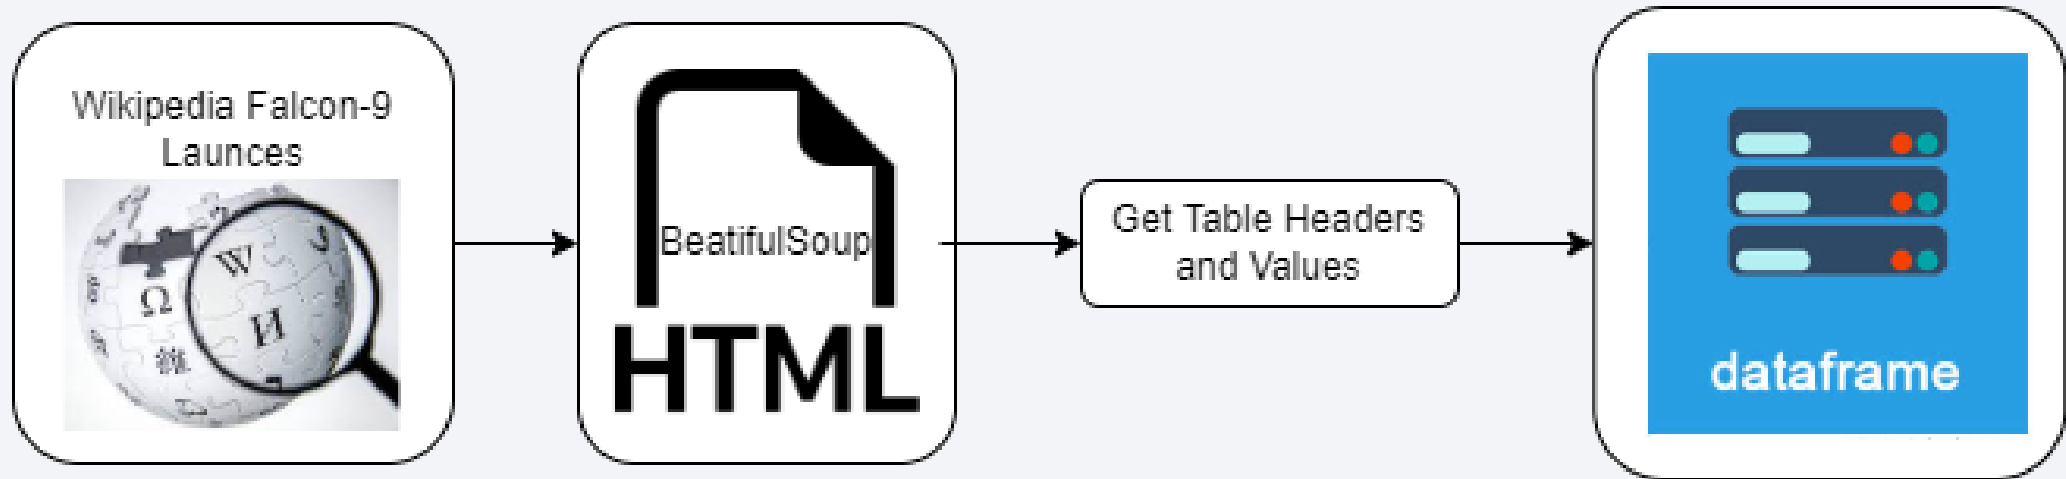 Wikipedia Falcon-9
Launces
W
Ω
И
BeatifulSoup
HTML
Get Table Headers
and Values
dataframe